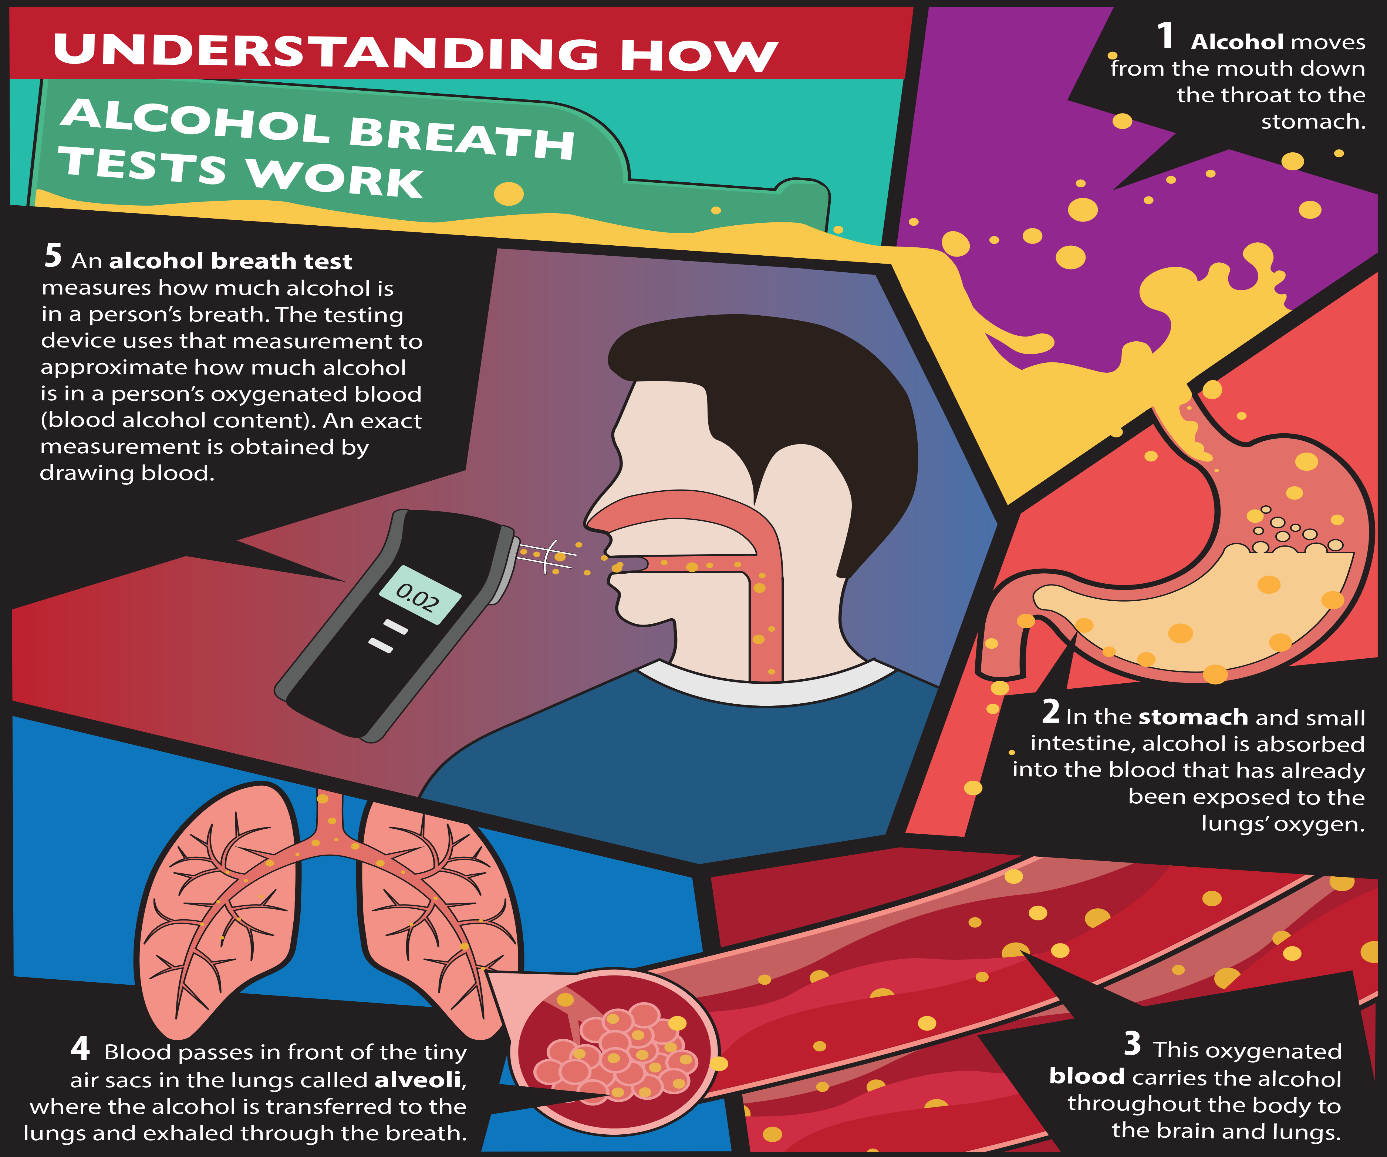 UNDERSTANDING HOW
ALCOHOL BREATH
TESTS WORK
1 Alcohol moves
from the mouth down
the throat to the
stomach.
2 In the stomach and small
intestine, alcohol is absorbed
into the blood that has already
been exposed to the
lungs’ oxygen.
3 This oxygenated
blood carries the alcohol
throughout the body to
the brain and lungs.
4 Blood passes in front of the tiny
air sacs in the lungs called alveoli,
where the alcohol is transferred to the
lungs and exhaled through the breath.
5 An alcohol breath test
measures how much alcohol is
in a person’s breath. The testing
device uses that measurement to
approximate how much alcohol
is in a person’s oxygenated blood
(blood alcohol content). An exact
measurement is obtained by
drawing blood.
0.02